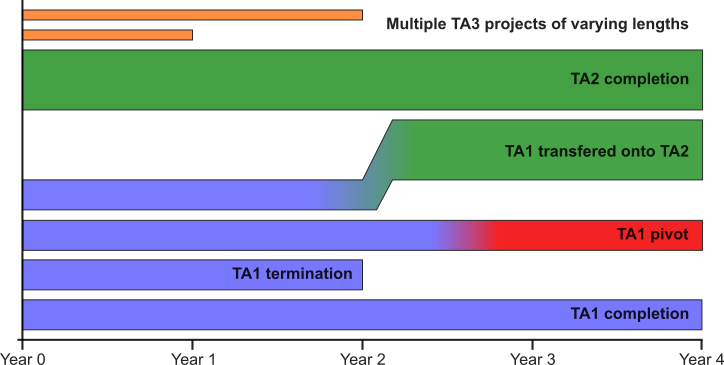 Multiple TA3 projects of varying lengths
TA2 completion
TA1 transfered onto TA2
TA1 pivot
TA1 termination
TA1 completion
Year 0 Year 1 Year 2 Year 3 Year 4